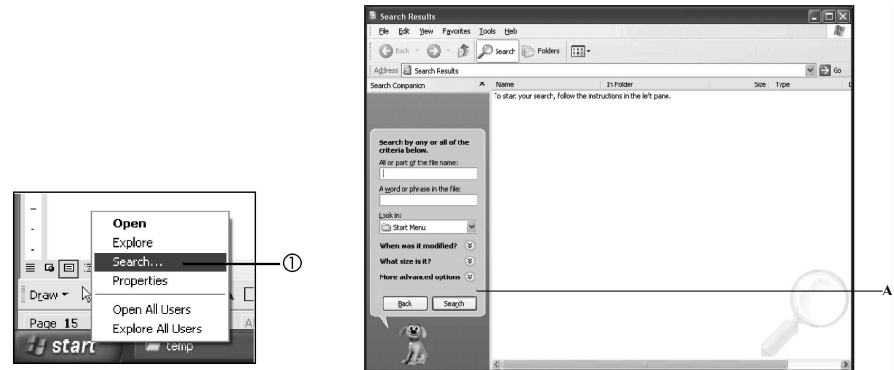 Open
Explore
Search...
Properties
Open All Users
Explore All Users
Draw
Page 15
start
temp
①
Search Results
File Edit View Favorites Tools Help
Back
Search Folders
Address Search Results
Go
Search Companion
Name In Folder Size Type
To start your search, follow the instructions in the left pane.
Search by any or all of the
criteria below.
All or part of the file name:
A word or phrase in the file:
Look in:
Start Menu
When was it modified?
What size is it?
More advanced options
Back Search
A